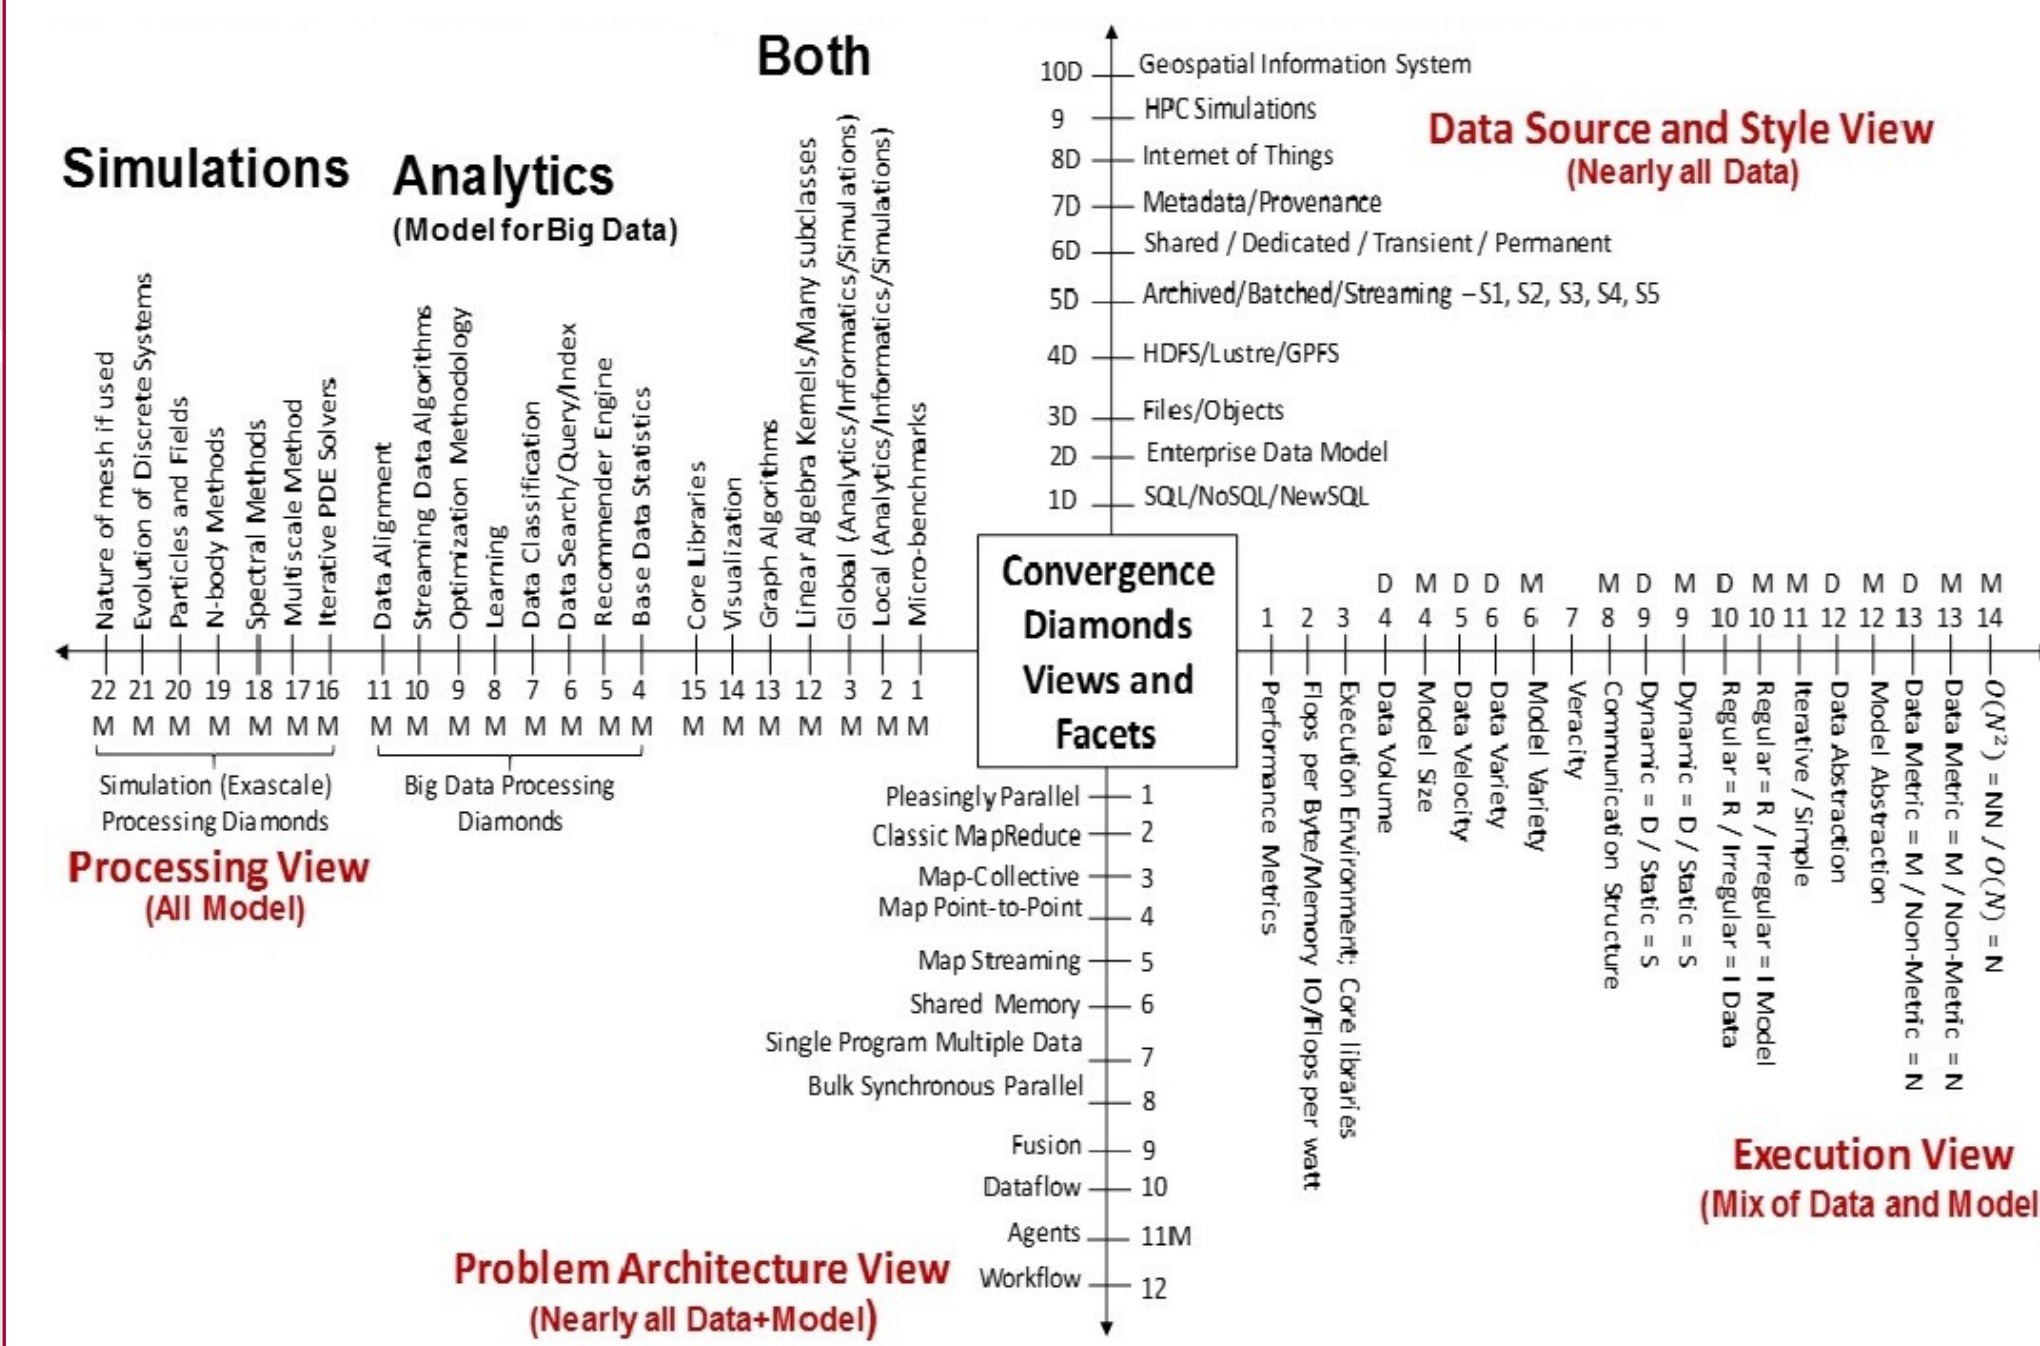 Both
Simulations
Analytics
(Model for Big Data)
10D Geospatial Information System
9 HPC Simulations
8D Internet of Things
7D Metadata/Provenance
6D Shared / Dedicated / Transient / Permanent
5D Archived/Batched/Streaming – S1, S2, S3, S4, S5
4D HDFS/Lustre/GPFS
3D Files/Objects
2D Enterprise Data Model
1D SQL/NoSQL/NewSQL
Data Source and Style View
(Nearly all Data)
Nature of mesh if used
Evolution of Discrete Systems
Particles and Fields
N-body Methods
Spectral Methods
Multiscale Method
Iterative PDE Solvers
Data Alignment
Streaming Data Algorithms
Optimization Methodology
Learning
Data Classification
Data Search/Query/Index
Recommender Engine
Base Data Statistics
Core Libraries
Visualization
Graph Algorithms
Linear Algebra Kernels/Many subclasses
Global (Analytics/Informatics/Simulations)
Local (Analytics/Informatics/Simulations)
Micro-benchmarks
22 21 20 19 18 17 16 11 10 9 8 7 6 5 4 15 14 13 12 3 2 1
M M M M M M M M M M M M M M M M M M M M M M
Simulation (Exascale)
Processing Diamonds
Big Data Processing
Diamonds
Processing View
(All Model)
Convergence
Diamonds
Views and
Facets
D M D D M M D M D M M D M D M M
1 2 3 4 4 5 6 6 7 8 9 9 10 10 11 12 12 13 13 14
Performance Metrics
Flops per Byte/Memory IO/Flops per watt
Execution Environment; Core libraries
Data Volume
Model Size
Data Velocity
Data Variety
Model Variety
Veracity
Communication Structure
Dynamic = D / Static = S
Dynamic = D / Static = S
Regular = R / Irregular = I Data
Regular = R / Irregular = I Model
Iterative / Simple
Data Abstraction
Model Abstraction
Data Metric = M / Non-Metric = N
Data Metric = M / Non-Metric = N
O(N²) = NN / O(N) = N
Execution View
(Mix of Data and Model
Pleasingly Parallel 1
Classic MapReduce 2
Map-Collective 3
Map Point-to-Point 4
Map Streaming 5
Shared Memory 6
Single Program Multiple Data 7
Bulk Synchronous Parallel 8
Fusion 9
Dataflow 10
Agents 11M
Workflow 12
Problem Architecture View
(Nearly all Data+Model)